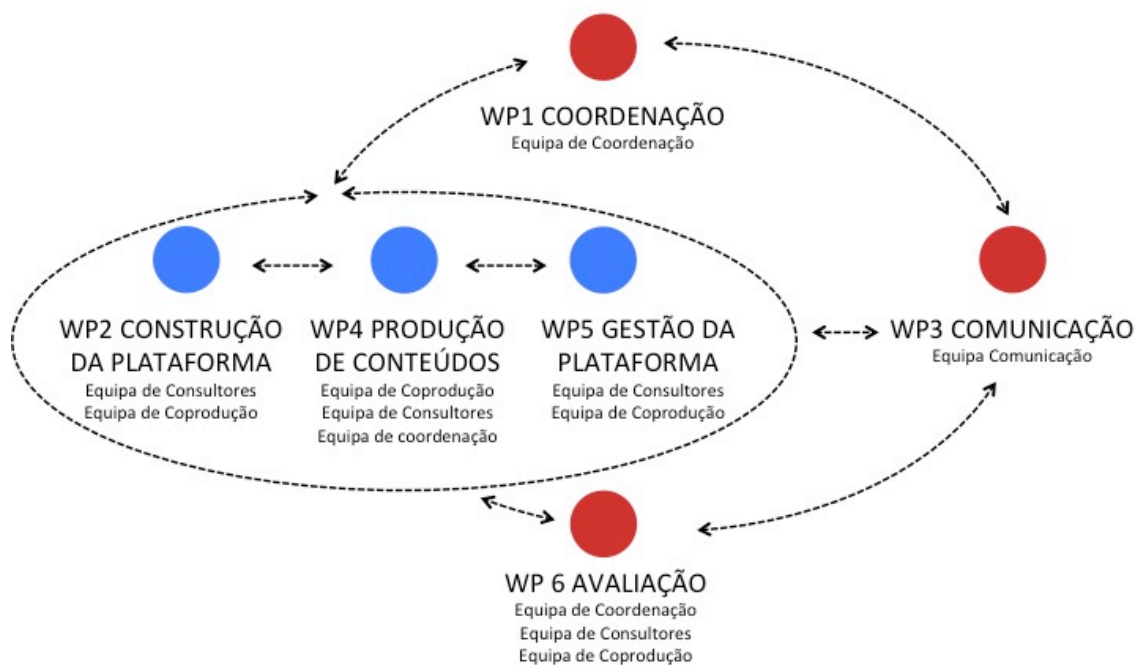 WP1 COORDENAÇÃO
Equipa de Coordenação
WP2 CONSTRUÇÃO
DA PLATAFORMA
Equipa de Consultores
Equipa de Coprodução
WP4 PRODUÇÃO
DE CONTEÚDOS
Equipa de Coprodução
Equipa de Consultores
Equipa de coordenação
WP5 GESTÃO DA
PLATAFORMA
Equipa de Consultores
Equipa de Coprodução
WP3 COMUNICAÇÃO
Equipa Comunicação
WP 6 AVALIAÇÃO
Equipa de Coordenação
Equipa de Consultores
Equipa de Coprodução